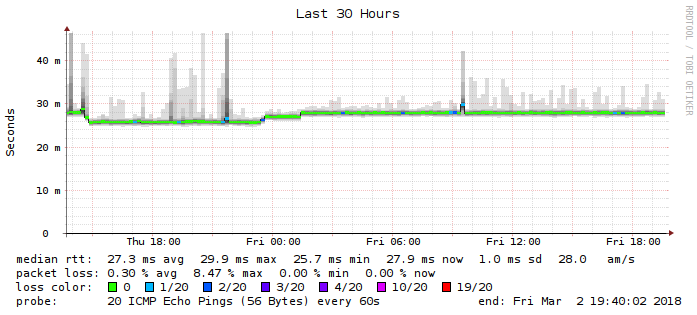 Last 30 Hours
RRDTOOL / TOBI OETIKER
Seconds
40 m
30 m
20 m
10 m
0
Thu 18:00 Fri 00:00 Fri 06:00 Fri 12:00 Fri 18:00
median rtt: 27.3 ms avg 29.9 ms max 25.7 ms min 27.9 ms now 1.0 ms sd 28.0 am/s
packet loss: 0.30 % avg 8.47 % max 0.00 % min 0.00 % now
loss color: 0 1/20 2/20 3/20 4/20 10/20 19/20
probe: 20 ICMP Echo Pings (56 Bytes) every 60s end: Fri Mar 2 19:40:02 2018